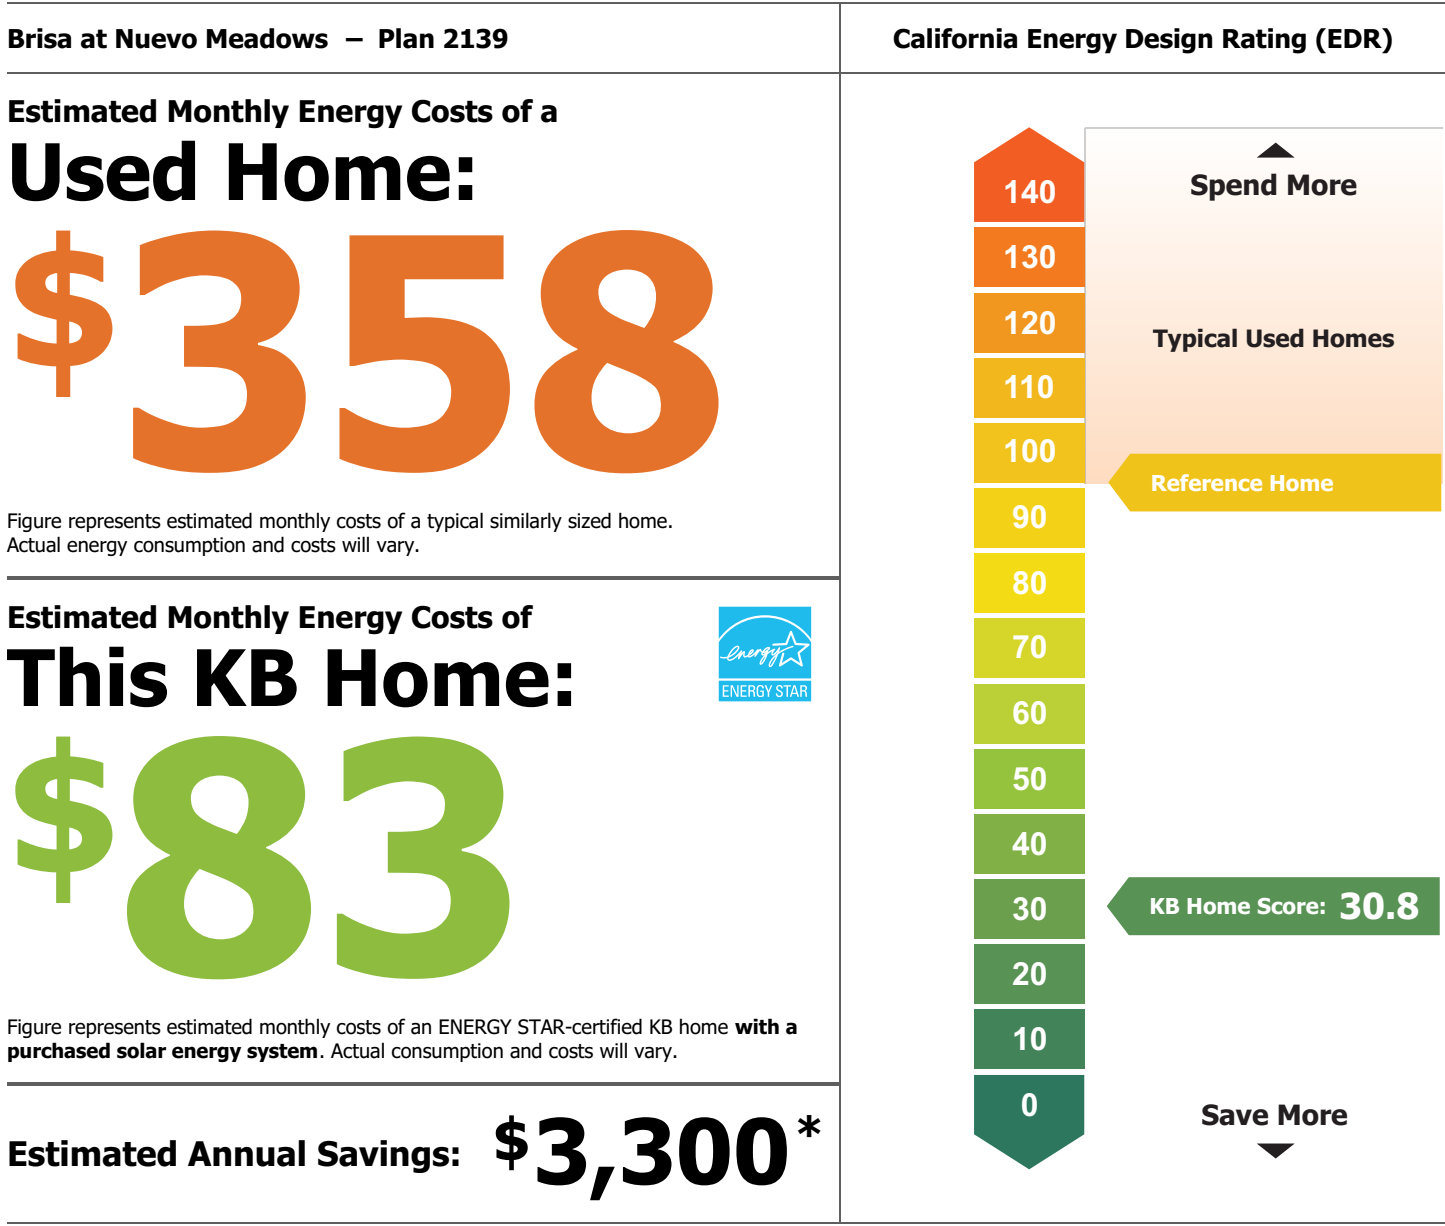 Brisa at Nuevo Meadows – Plan 2139
Estimated Monthly Energy Costs of a
Used Home:
$358
Figure represents estimated monthly costs of a typical similarly sized home.
Actual energy consumption and costs will vary.
Estimated Monthly Energy Costs of
This KB Home:
energy
ENERGY STAR
$83
Figure represents estimated monthly costs of an ENERGY STAR-certified KB home with a
purchased solar energy system. Actual consumption and costs will vary.
Estimated Annual Savings: $3,300*
California Energy Design Rating (EDR)
140
130
120
110
100
90
80
70
60
50
40
30
20
10
0
Spend More
Typical Used Homes
Reference Home
KB Home Score: 30.8
Save More